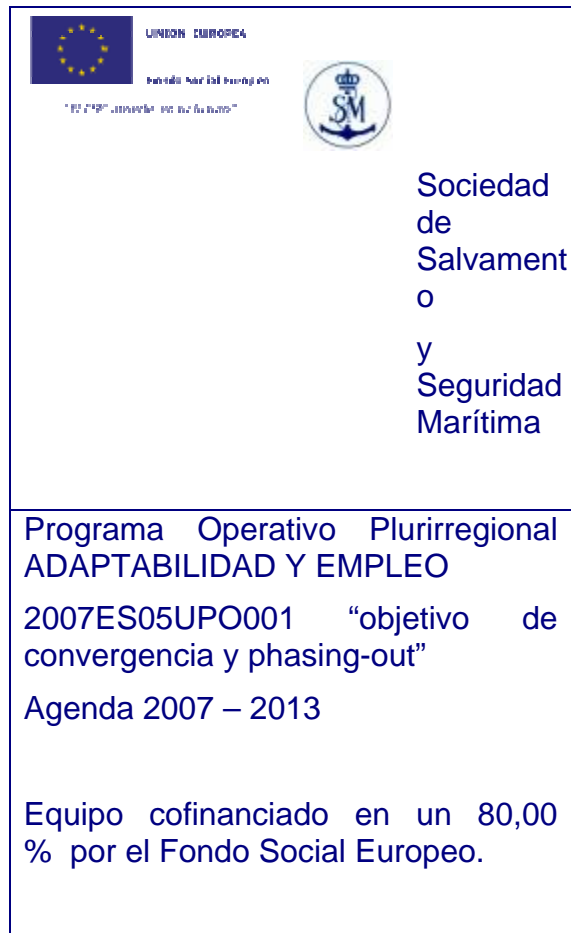 UNION EUROPEA
Fondo Social Europeo
SM
Sociedad
de
Salvament
o
y
Seguridad
Marítima
Programa Operativo Plurirregional
ADAPTABILIDAD Y EMPLEO
2007ES05UPO001 “objetivo de
convergencia y phasing-out”
Agenda 2007 – 2013
Equipo cofinanciado en un 80,00
% por el Fondo Social Europeo.